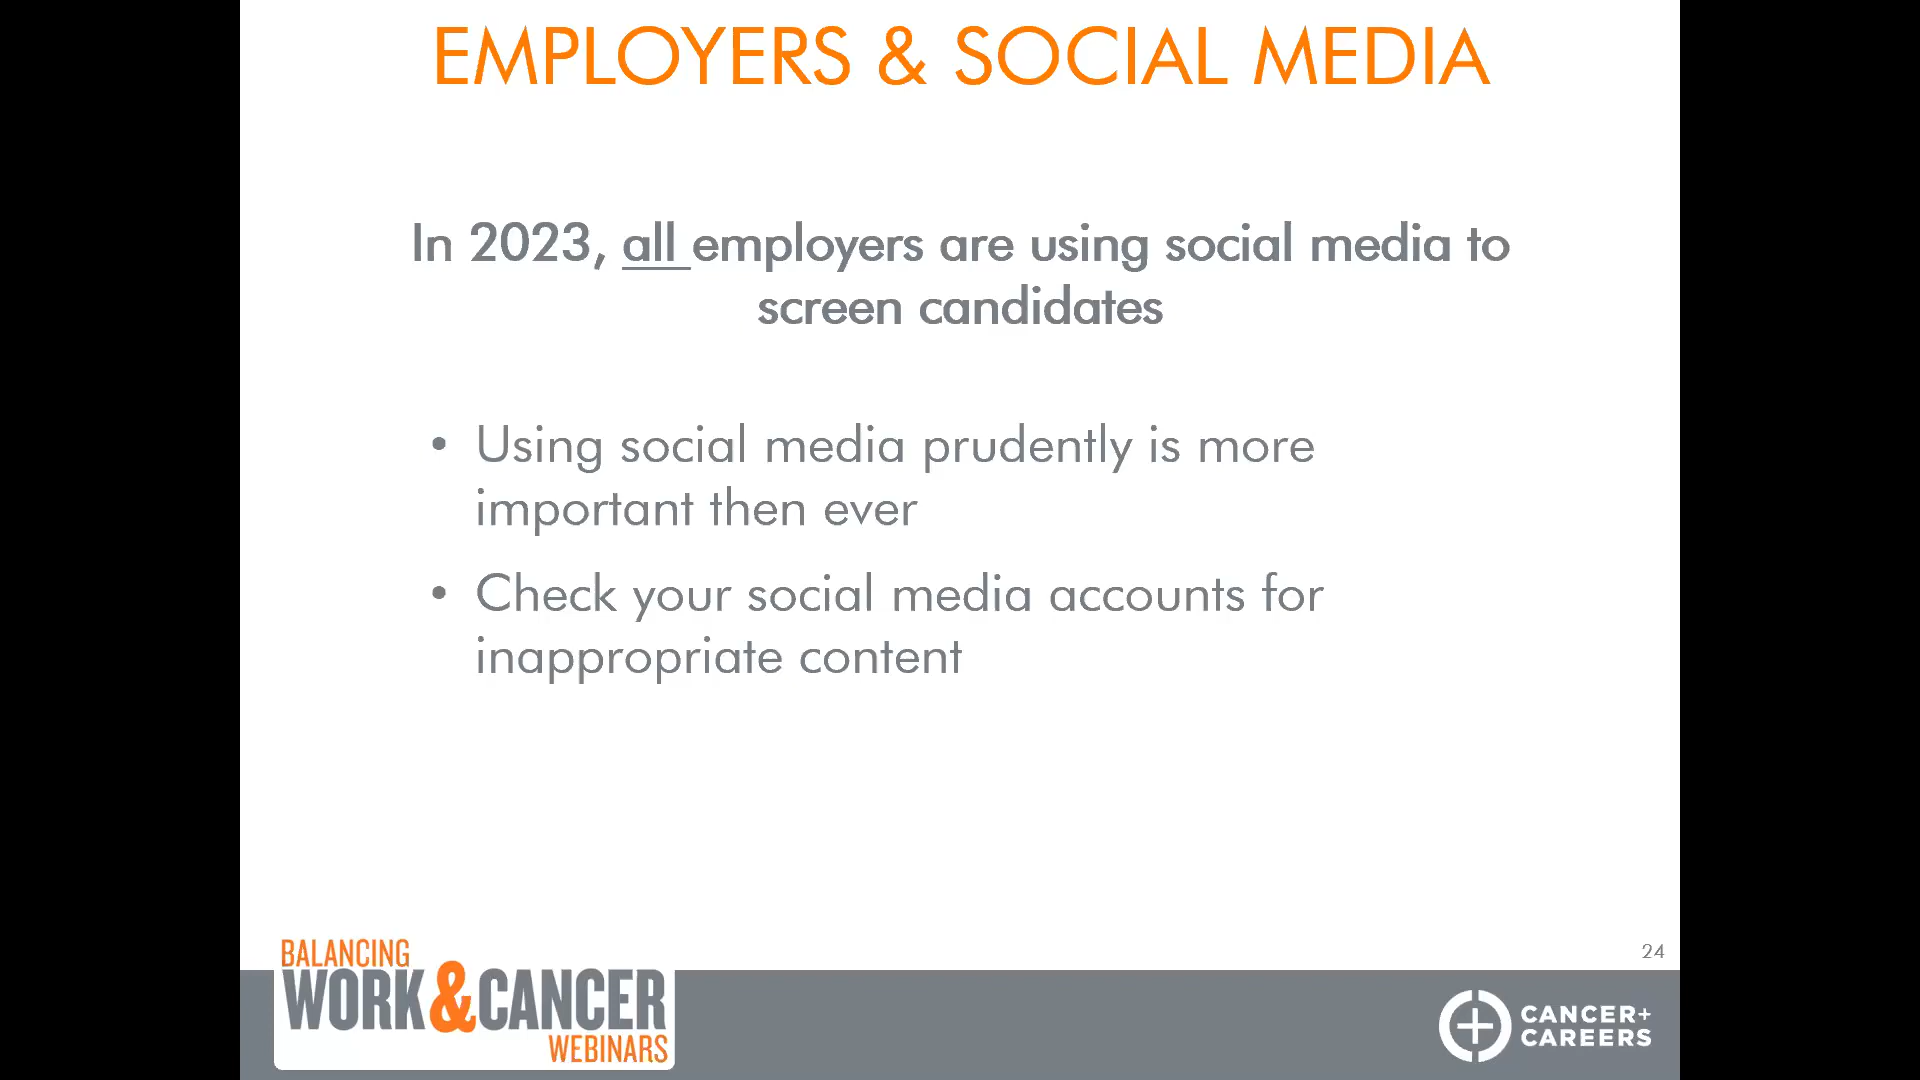 EMPLOYERS & SOCIAL MEDIA
In 2023, all employers are using social media to
screen candidates
• Using social media prudently is more
important then ever
• Check your social media accounts for
inappropriate content
24
BALANCING
WORK & CANCER
WEBINARS
CANCER+
CAREERS